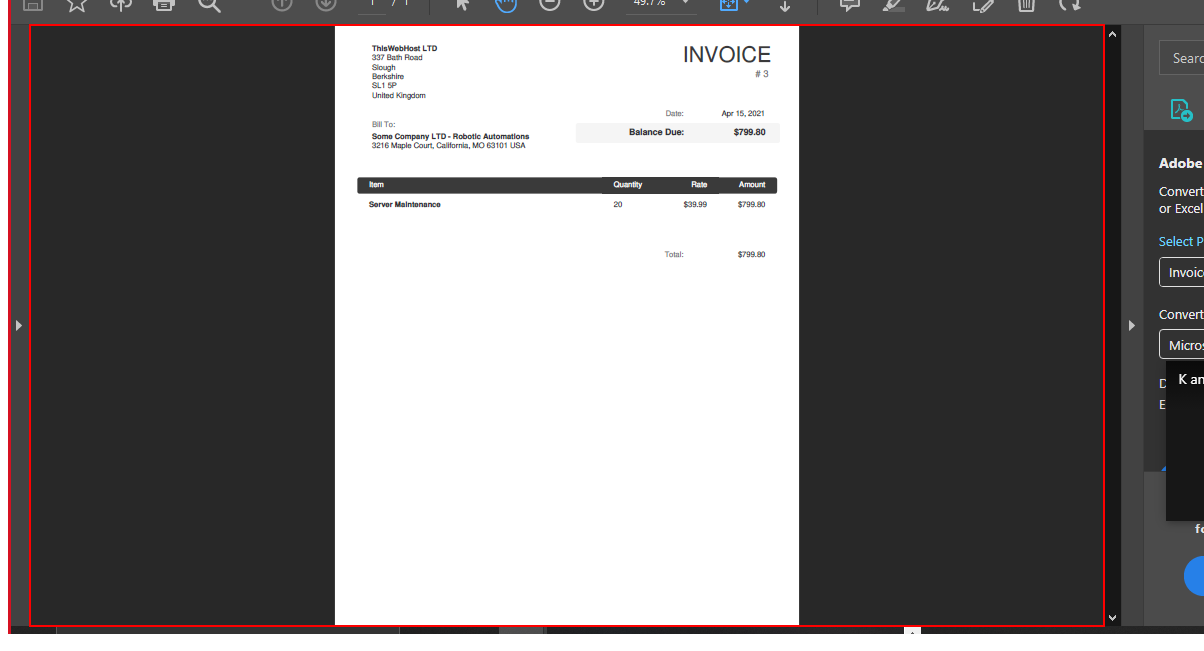 1 / 1
49.7%
ThisWebHost LTD
337 Bath Road
Slough
Berkshire
SL1 5P
United Kingdom
INVOICE
# 3
Date: Apr 15, 2021
Balance Due: $799.80
Bill To:
Some Company LTD - Robotic Automations
3216 Maple Court, California, MO 63101 USA
Item Quantity Rate Amount
Server Maintenance 20 $39.99 $799.80
Total: $799.80
Searc
Adobe
Convert
or Excel
Select P
Invoic
Convert
Micros
K an
D
E
fo